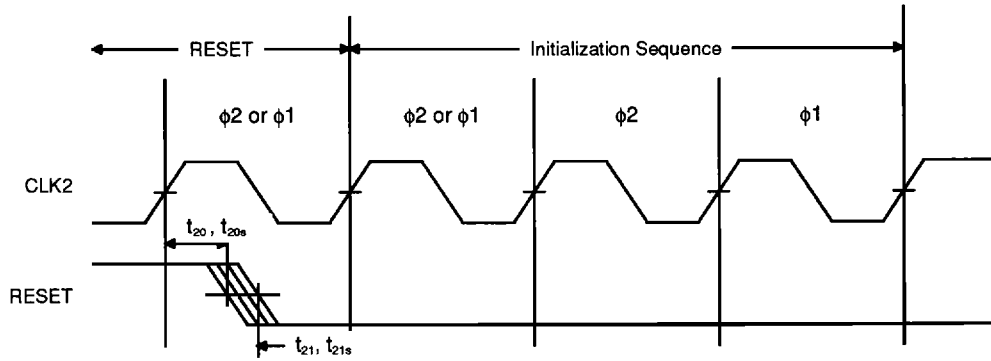 RESET Initialization Sequence
ϕ2 or ϕ1 ϕ2 or ϕ1 ϕ2 ϕ1
CLK2
t20, t20s
RESET
t21, t21s